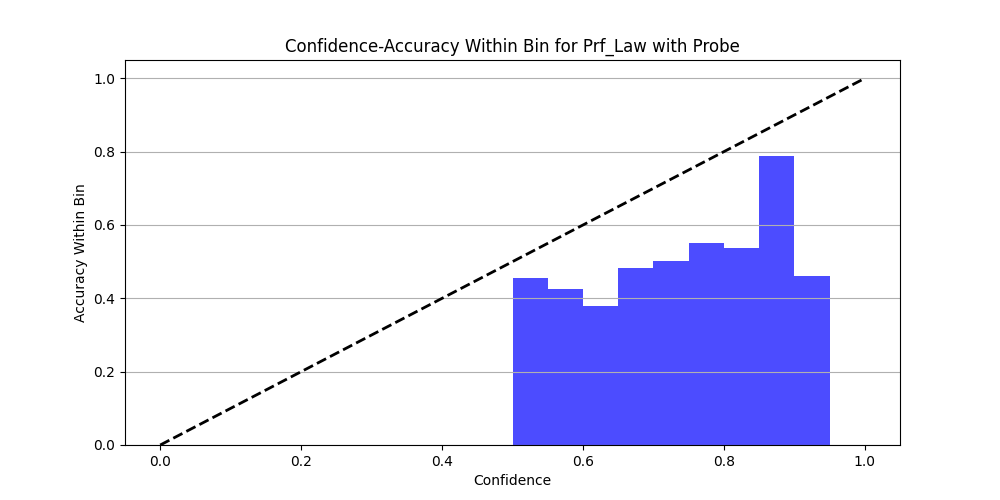 Confidence-Accuracy Within Bin for Prf_Law with Probe
1.0
0.8
0.6
0.4
0.2
0.0
Accuracy Within Bin
0.0 0.2 0.4 0.6 0.8 1.0
Confidence